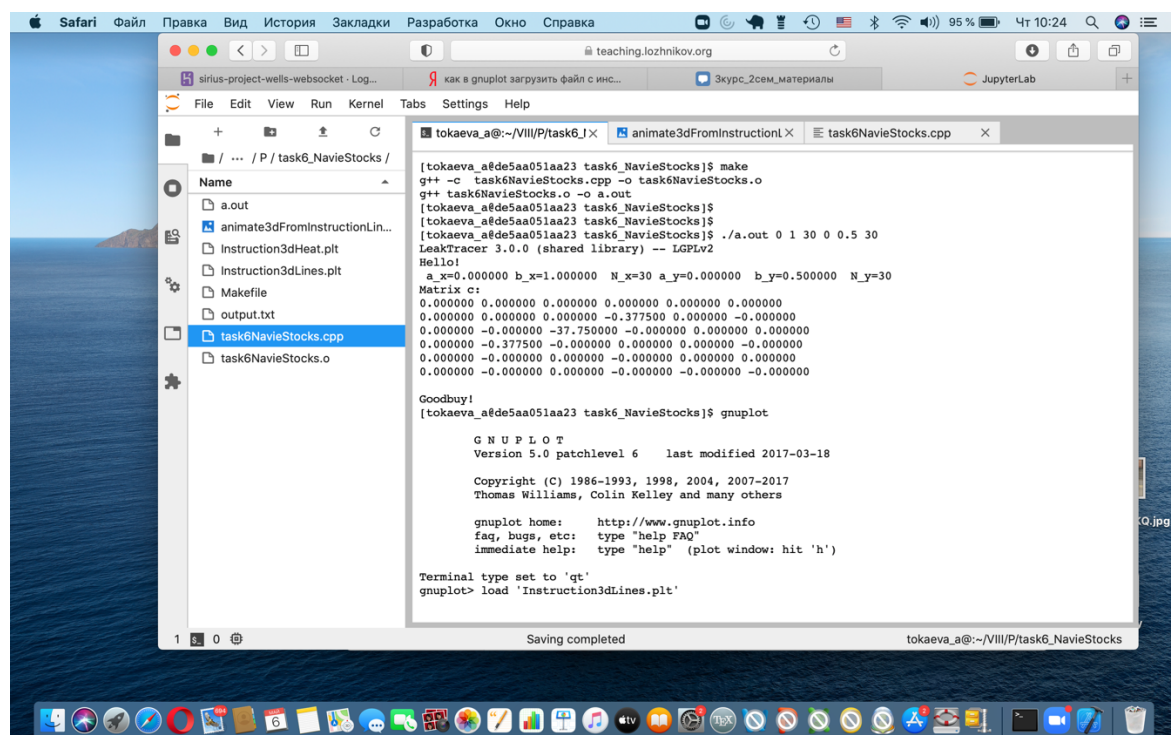 Safari Файл Правка Вид История Закладки Разработка Окно Справка 95 % Чт 10:24
teaching.lozhnikov.org
sirius-project-wells-websocket · Log... как в gnuplot загрузить файл с инс... 3курс_2сем_материалы JupyterLab
File Edit View Run Kernel Tabs Settings Help
tokaeva_a@:~/VIII/P/task6_N animate3dFromInstructionL task6NavieStocks.cpp
/ ··· / P / task6_NavieStocks /
Name
a.out
animate3dFromInstructionLin...
Instruction3dHeat.plt
Instruction3dLines.plt
Makefile
output.txt
task6NavieStocks.cpp
task6NavieStocks.o
[tokaeva_a@de5aa051aa23 task6_NavieStocks]$ make
g++ -c  task6NavieStocks.cpp -o task6NavieStocks.o
g++ task6NavieStocks.o -o a.out
[tokaeva_a@de5aa051aa23 task6_NavieStocks]$
[tokaeva_a@de5aa051aa23 task6_NavieStocks]$
[tokaeva_a@de5aa051aa23 task6_NavieStocks]$ ./a.out 0 1 30 0 0.5 30
LeakTracer 3.0.0 (shared library) -- LGPLv2
Hello!
a_x=0.000000 b_x=1.000000  N_x=30 a_y=0.000000  b_y=0.500000  N_y=30
Matrix c:
0.000000 0.000000 0.000000 0.000000 0.000000 0.000000
0.000000 0.000000 0.000000 -0.377500 0.000000 -0.000000
0.000000 -0.000000 -37.750000 -0.000000 0.000000 0.000000
0.000000 -0.377500 -0.000000 0.000000 0.000000 -0.000000
0.000000 -0.000000 0.000000 -0.000000 0.000000 0.000000
0.000000 -0.000000 0.000000 -0.000000 -0.000000 -0.000000
Goodbuy!
[tokaeva_a@de5aa051aa23 task6_NavieStocks]$ gnuplot
G N U P L O T
Version 5.0 patchlevel 6    last modified 2017-03-18
Copyright (C) 1986-1993, 1998, 2004, 2007-2017
Thomas Williams, Colin Kelley and many others
gnuplot home:     http://www.gnuplot.info
faq, bugs, etc:   type "help FAQ"
immediate help:   type "help"  (plot window: hit 'h')
Terminal type set to 'qt'
gnuplot> load 'Instruction3dLines.plt'
1 0 Saving completed tokaeva_a@:~/VIII/P/task6_NavieStocks
KQ.jpg